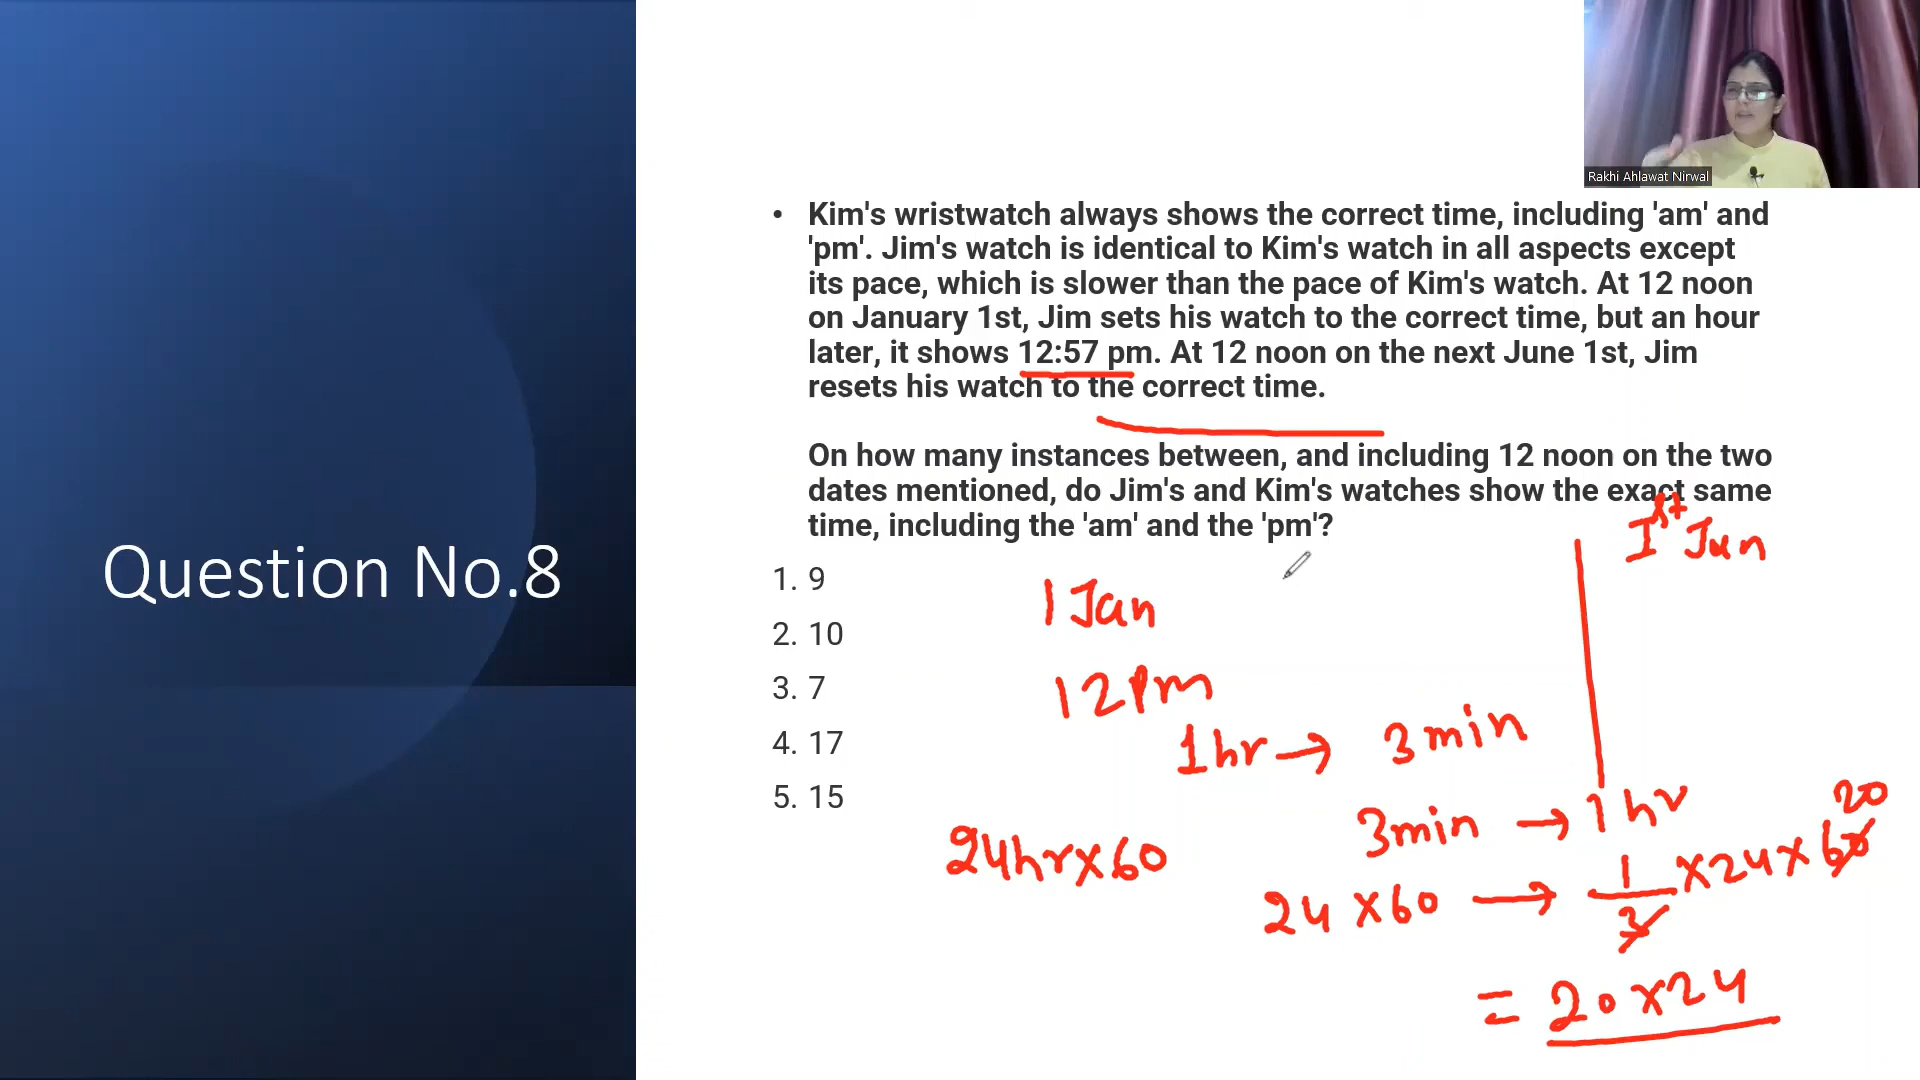 Rakhi Ahlawat Nirwal
Question No.8
• Kim's wristwatch always shows the correct time, including 'am' and
'pm'. Jim's watch is identical to Kim's watch in all aspects except
its pace, which is slower than the pace of Kim's watch. At 12 noon
on January 1st, Jim sets his watch to the correct time, but an hour
later, it shows 12:57 pm. At 12 noon on the next June 1st, Jim
resets his watch to the correct time.
On how many instances between, and including 12 noon on the two
dates mentioned, do Jim's and Kim's watches show the exact same
time, including the 'am' and the 'pm'?
1. 9
2. 10
3. 7
4. 17
5. 15
1 Jan
12 Pm
1st Jun
1hr → 3 min
3min → 1 hr
24hr×60
24 ×60 → 1/3 ×24 × 60 20
= 20 ×24